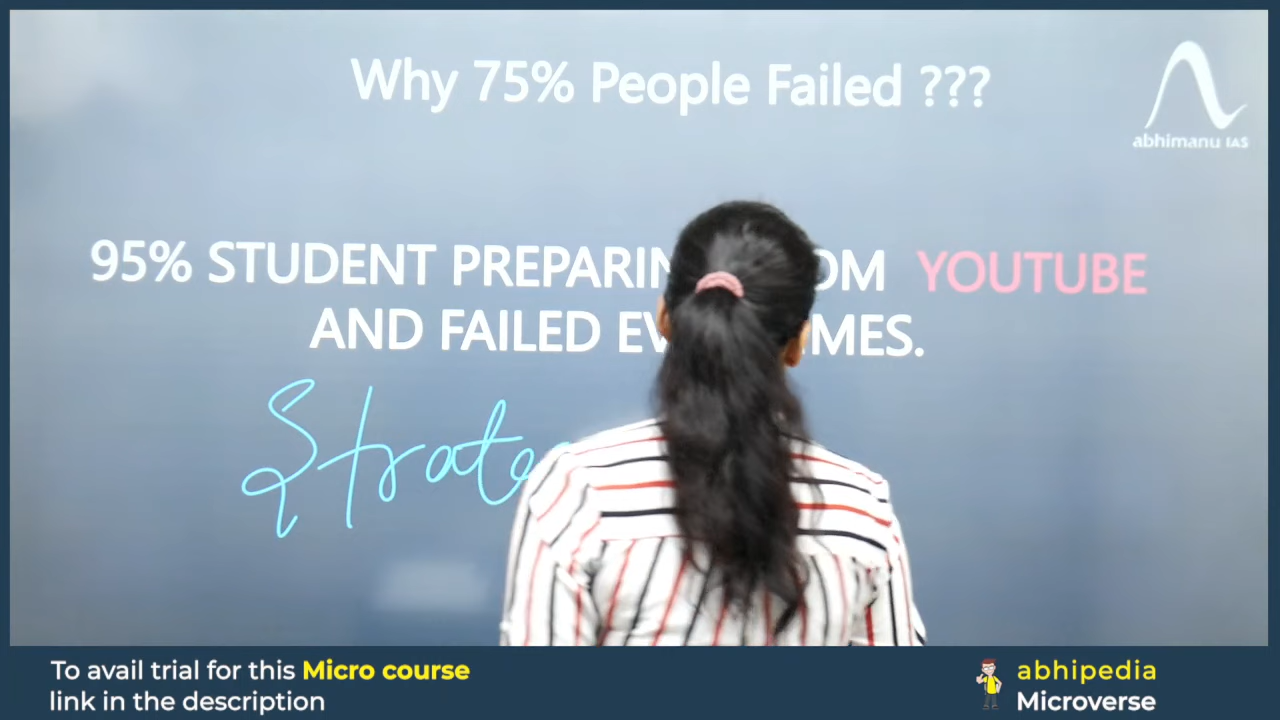 Why 75% People Failed ???
abhimanu IAS
95% STUDENT PREPARIN OM YOUTUBE
AND FAILED EV MES.
Strate
To avail trial for this Micro course
link in the description
abhipedia
Microverse